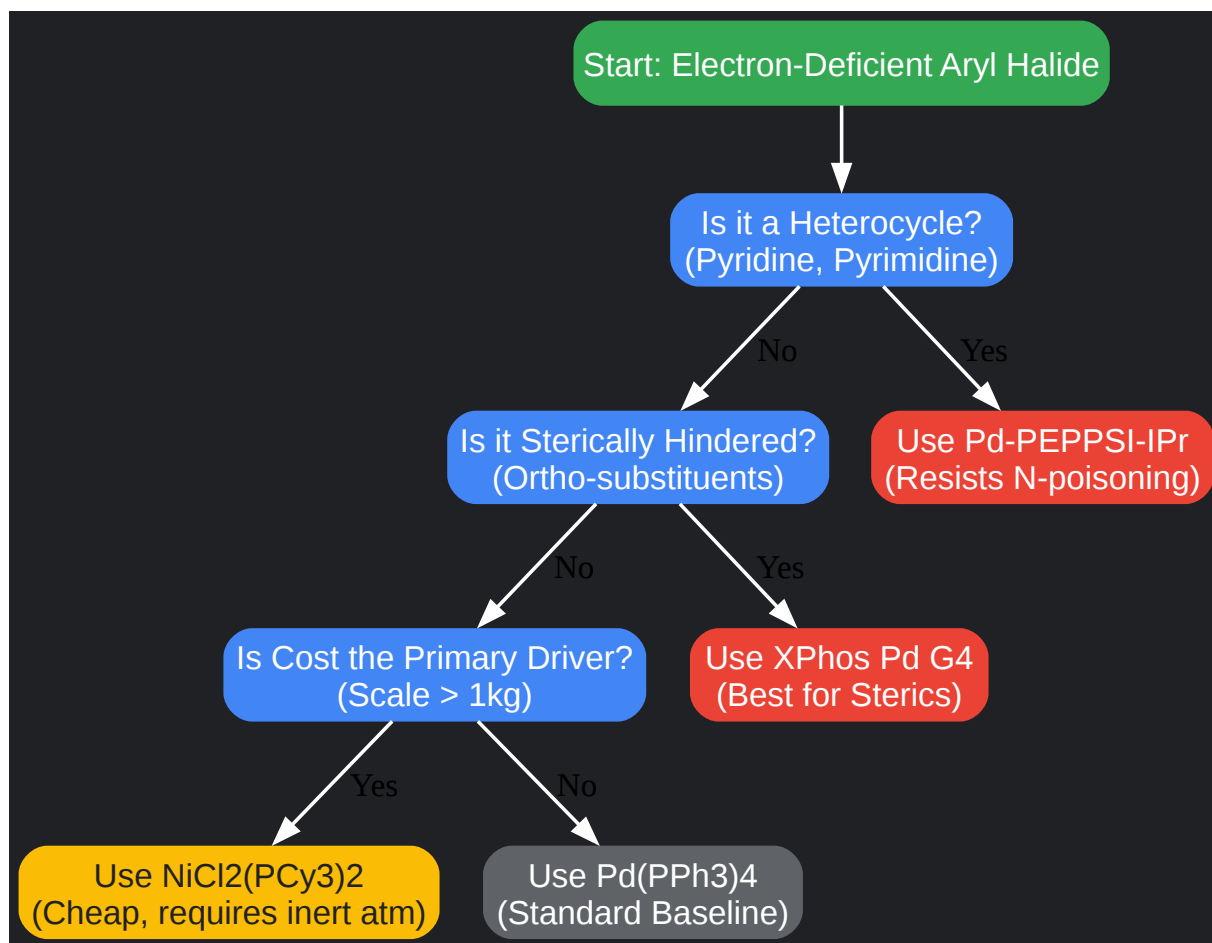 Start: Electron-Deficient Aryl Halide
Is it a Heterocycle?
(Pyridine, Pyrimidine)
No
Yes
Is it Sterically Hindered?
(Ortho-substituents)
Use Pd-PEPPSI-IPr
(Resists N-poisoning)
No
Yes
Is Cost the Primary Driver?
(Scale > 1kg)
Use XPhos Pd G4
(Best for Sterics)
Yes
No
Use NiCl2(PCy3)2
(Cheap, requires inert atm)
Use Pd(PPh3)4
(Standard Baseline)